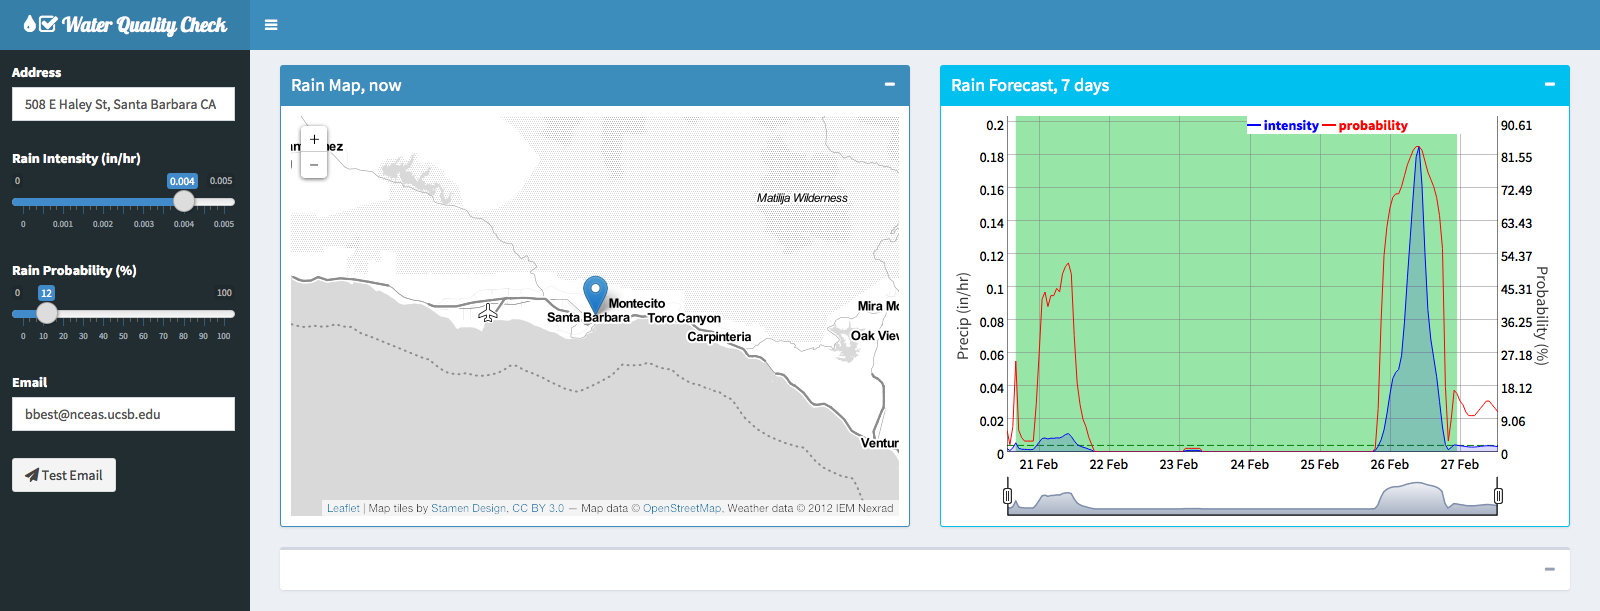 Water Quality Check
Address
508 E Haley St, Santa Barbara CA
Rain Intensity (in/hr)
0 0.004 0.005
0 0.001 0.002 0.003 0.004 0.005
Rain Probability (%)
0 12 100
0 10 20 30 40 50 60 70 80 90 100
Email
bbest@nceas.ucsb.edu
Test Email
Rain Map, now
+
−
ez
Matilija Wilderness
Montecito
Santa Barbara
Toro Canyon
Carpinteria
Mira Mo
Oak View
Ventur
Leaflet | Map tiles by Stamen Design, CC BY 3.0 — Map data © OpenStreetMap, Weather data © 2012 IEM Nexrad
Rain Forecast, 7 days
intensity probability
Precip (in/hr)
0.2
0.18
0.16
0.14
0.12
0.1
0.08
0.06
0.04
0.02
0
90.61
81.55
72.49
63.43
54.37
45.31
36.25
27.18
18.12
9.06
0
Probability (%)
21 Feb 22 Feb 23 Feb 24 Feb 25 Feb 26 Feb 27 Feb